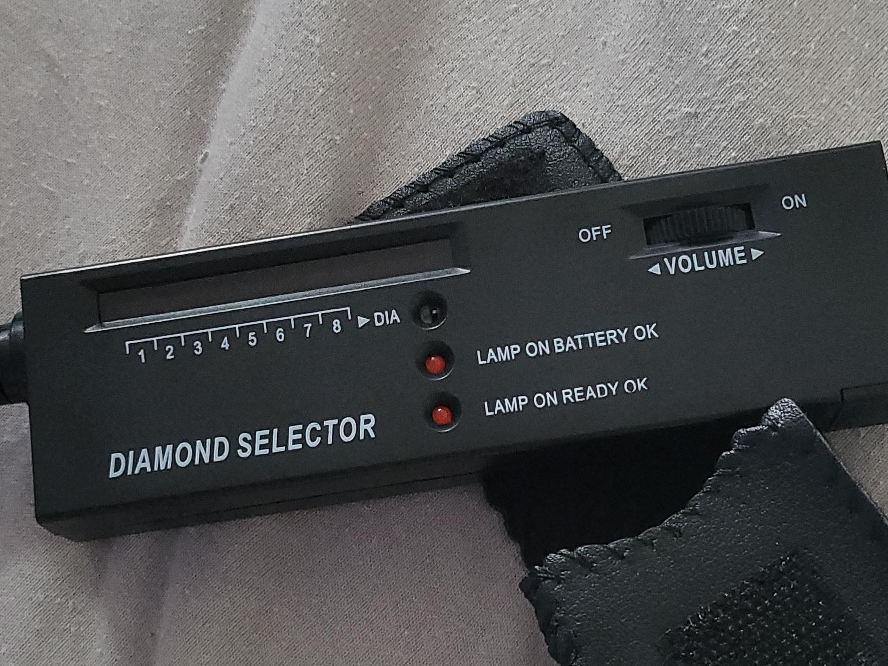 OFF
ON
◄ VOLUME ►
1 2 3 4 5 6 7 8 ► DIA
LAMP ON BATTERY OK
LAMP ON READY OK
DIAMOND SELECTOR